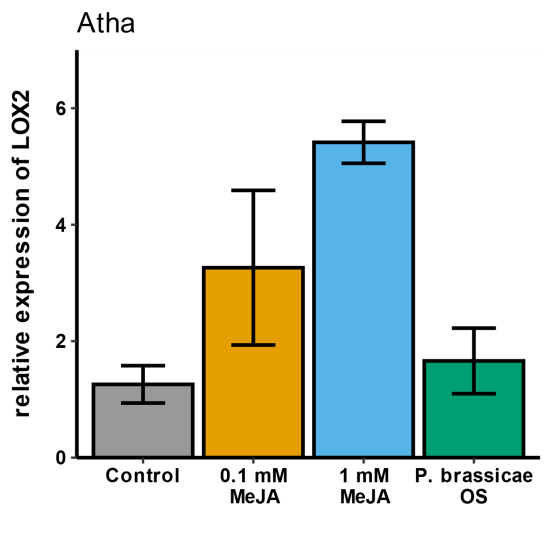 Atha
relative expression of LOX2
6
4
2
0
Control
0.1 mM
MeJA
1 mM
MeJA
P. brassicae
OS